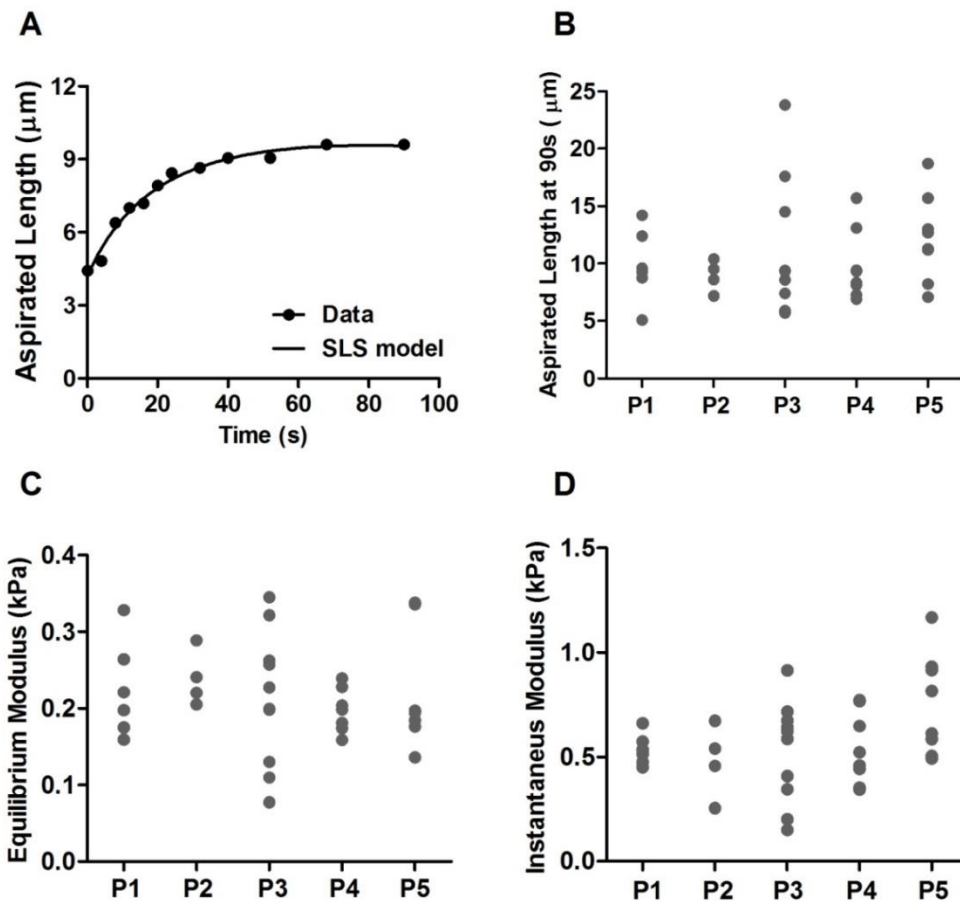 A
Aspirated Length (μm)
12
9
6
3
0
Data
SLS model
0 20 40 60 80 100
Time (s)
B
Aspirated Length at 90s ( μm)
25
20
15
10
5
0
P1 P2 P3 P4 P5
C
Equilibrium Modulus (kPa)
0.4
0.3
0.2
0.1
0.0
P1 P2 P3 P4 P5
D
Instantaneus Modulus (kPa)
1.5
1.0
0.5
0.0
P1 P2 P3 P4 P5